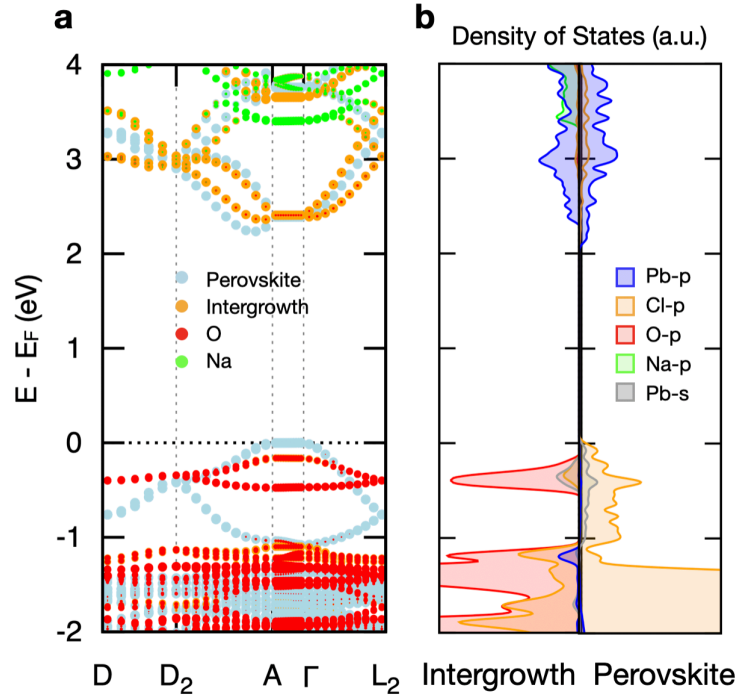 a
b
Density of States (a.u.)
4
3
2
1
0
-1
-2
E - EF (eV)
Perovskite
Intergrowth
O
Na
Pb-p
Cl-p
O-p
Na-p
Pb-s
D D2 A Γ L2
Intergrowth Perovskite